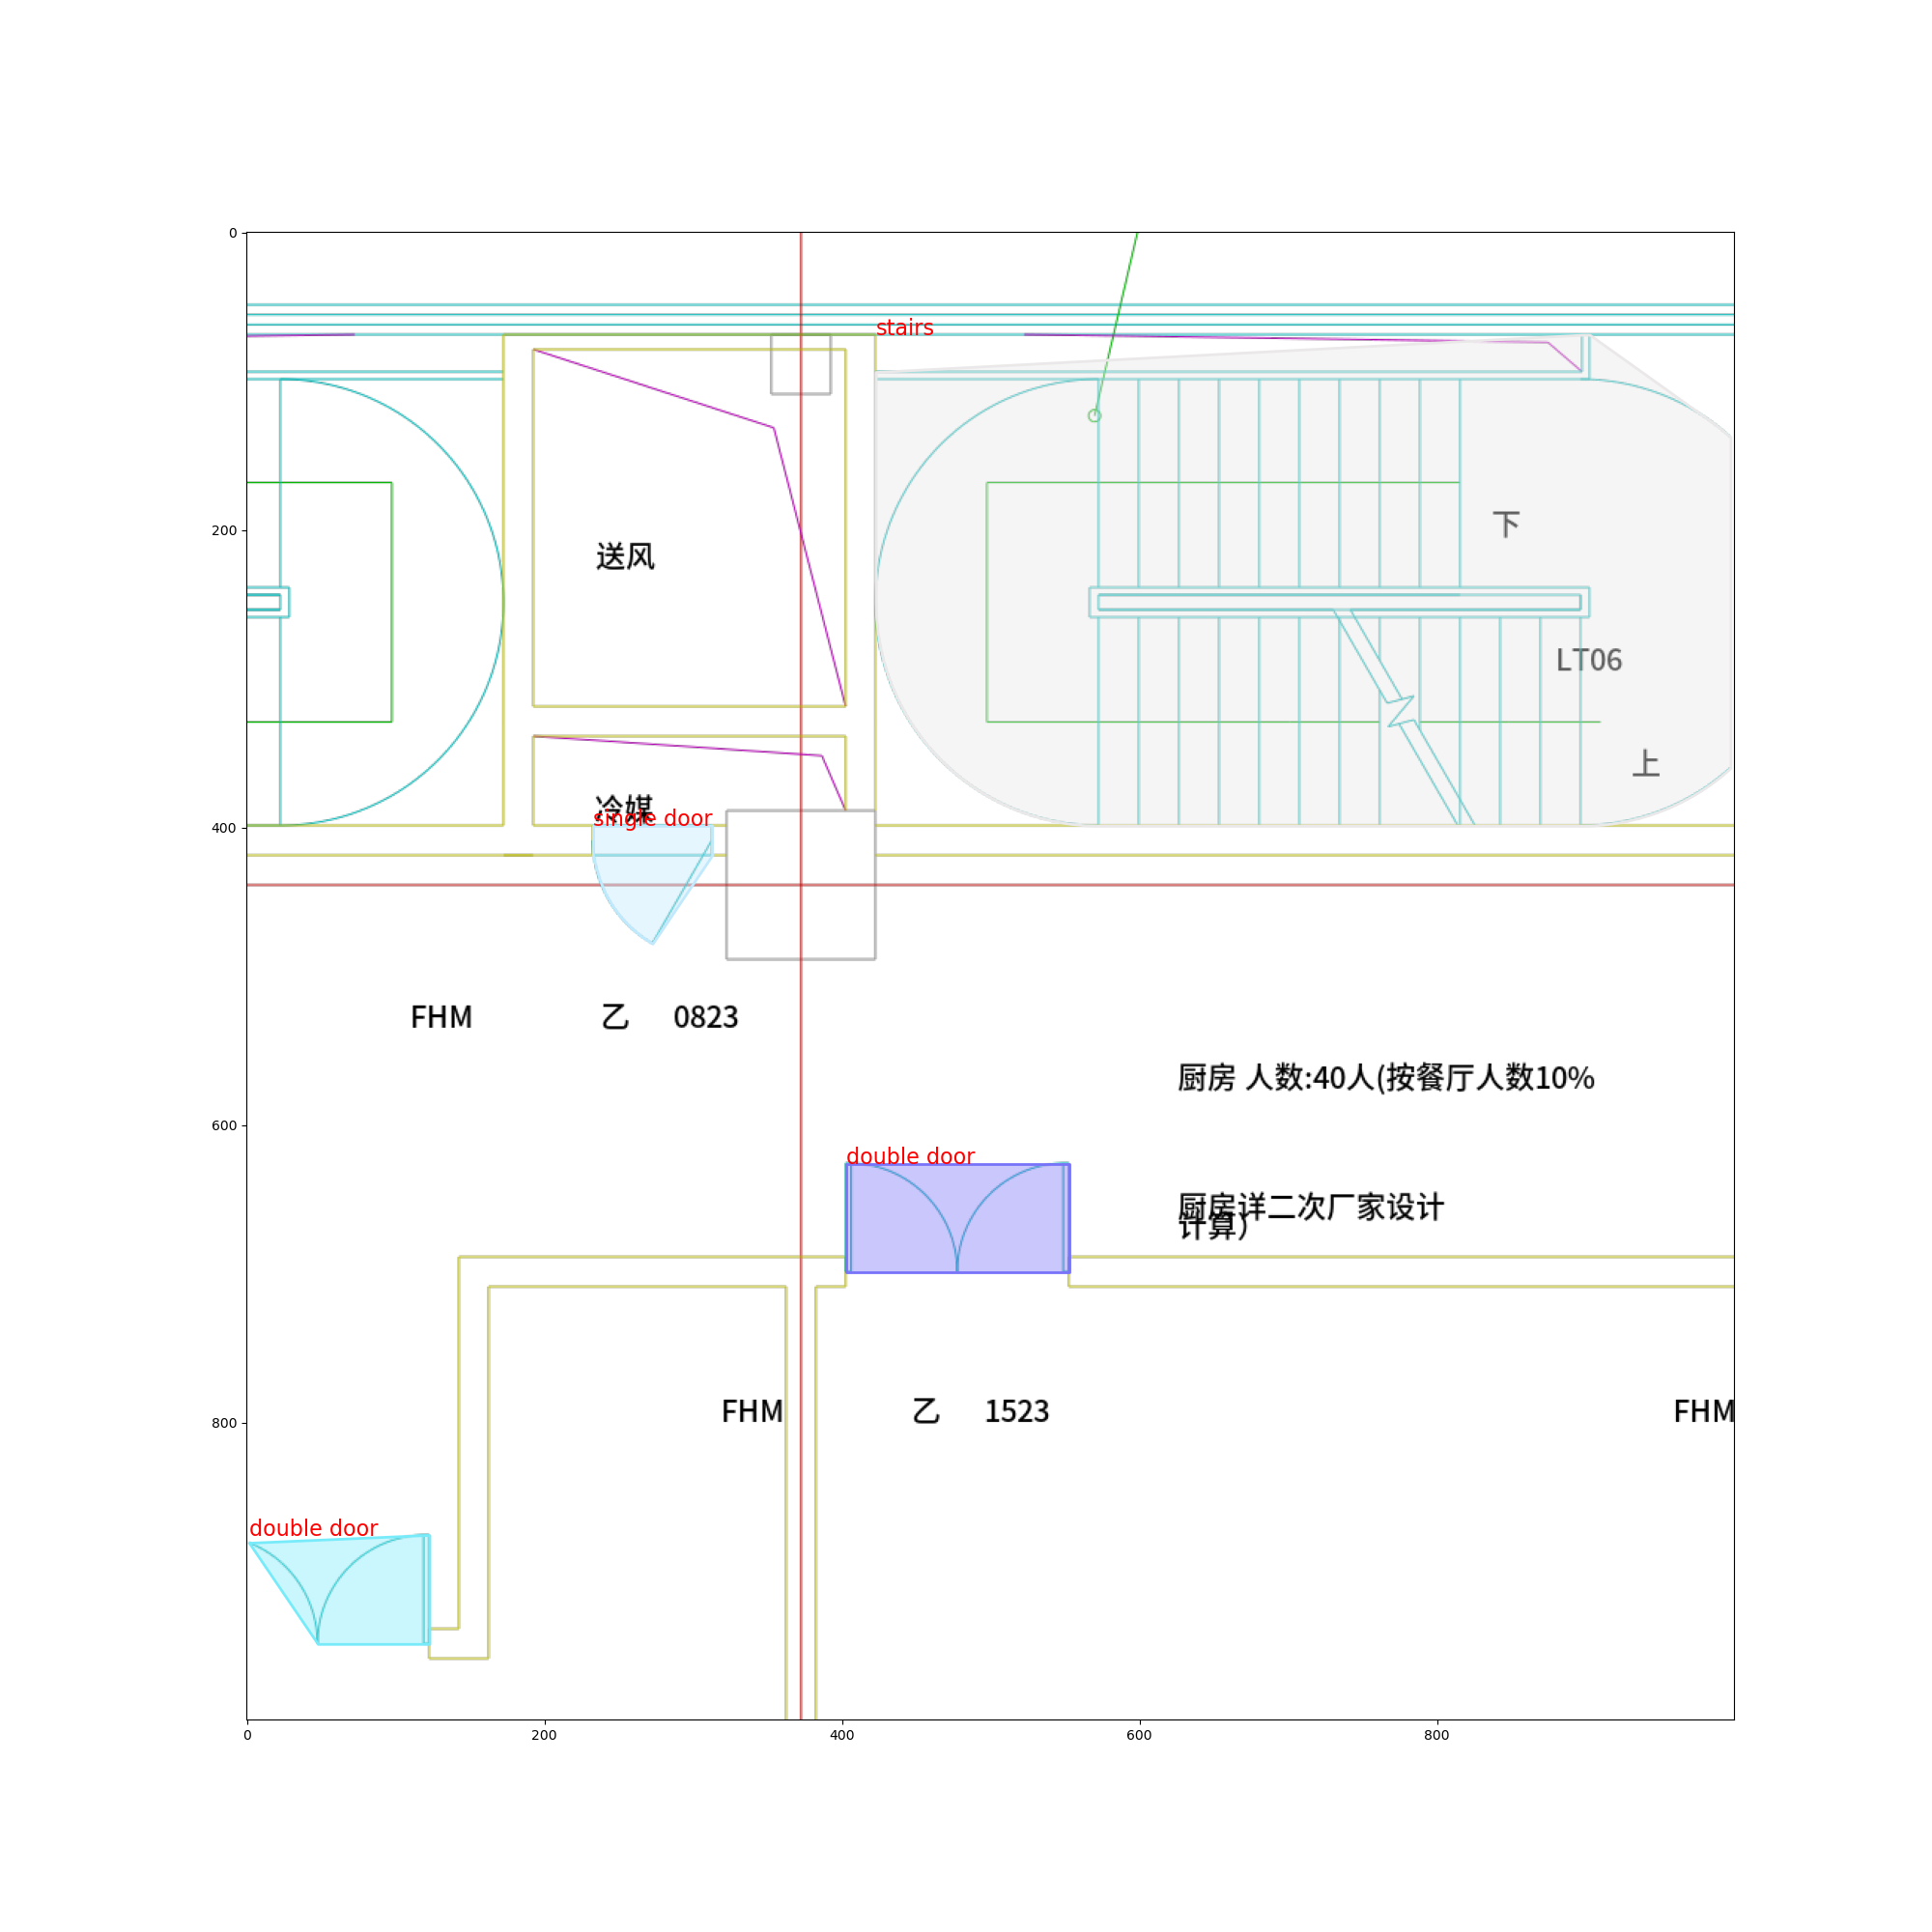 0
stairs
200
下
送风
LT06
上
冷媒
single door
400
FHM 乙 0823
厨房 人数:40人(按餐厅人数10%
600
double door
厨房详二次厂家设计
计算)
800
FHM 乙 1523
FHM
double door
0 200 400 600 800